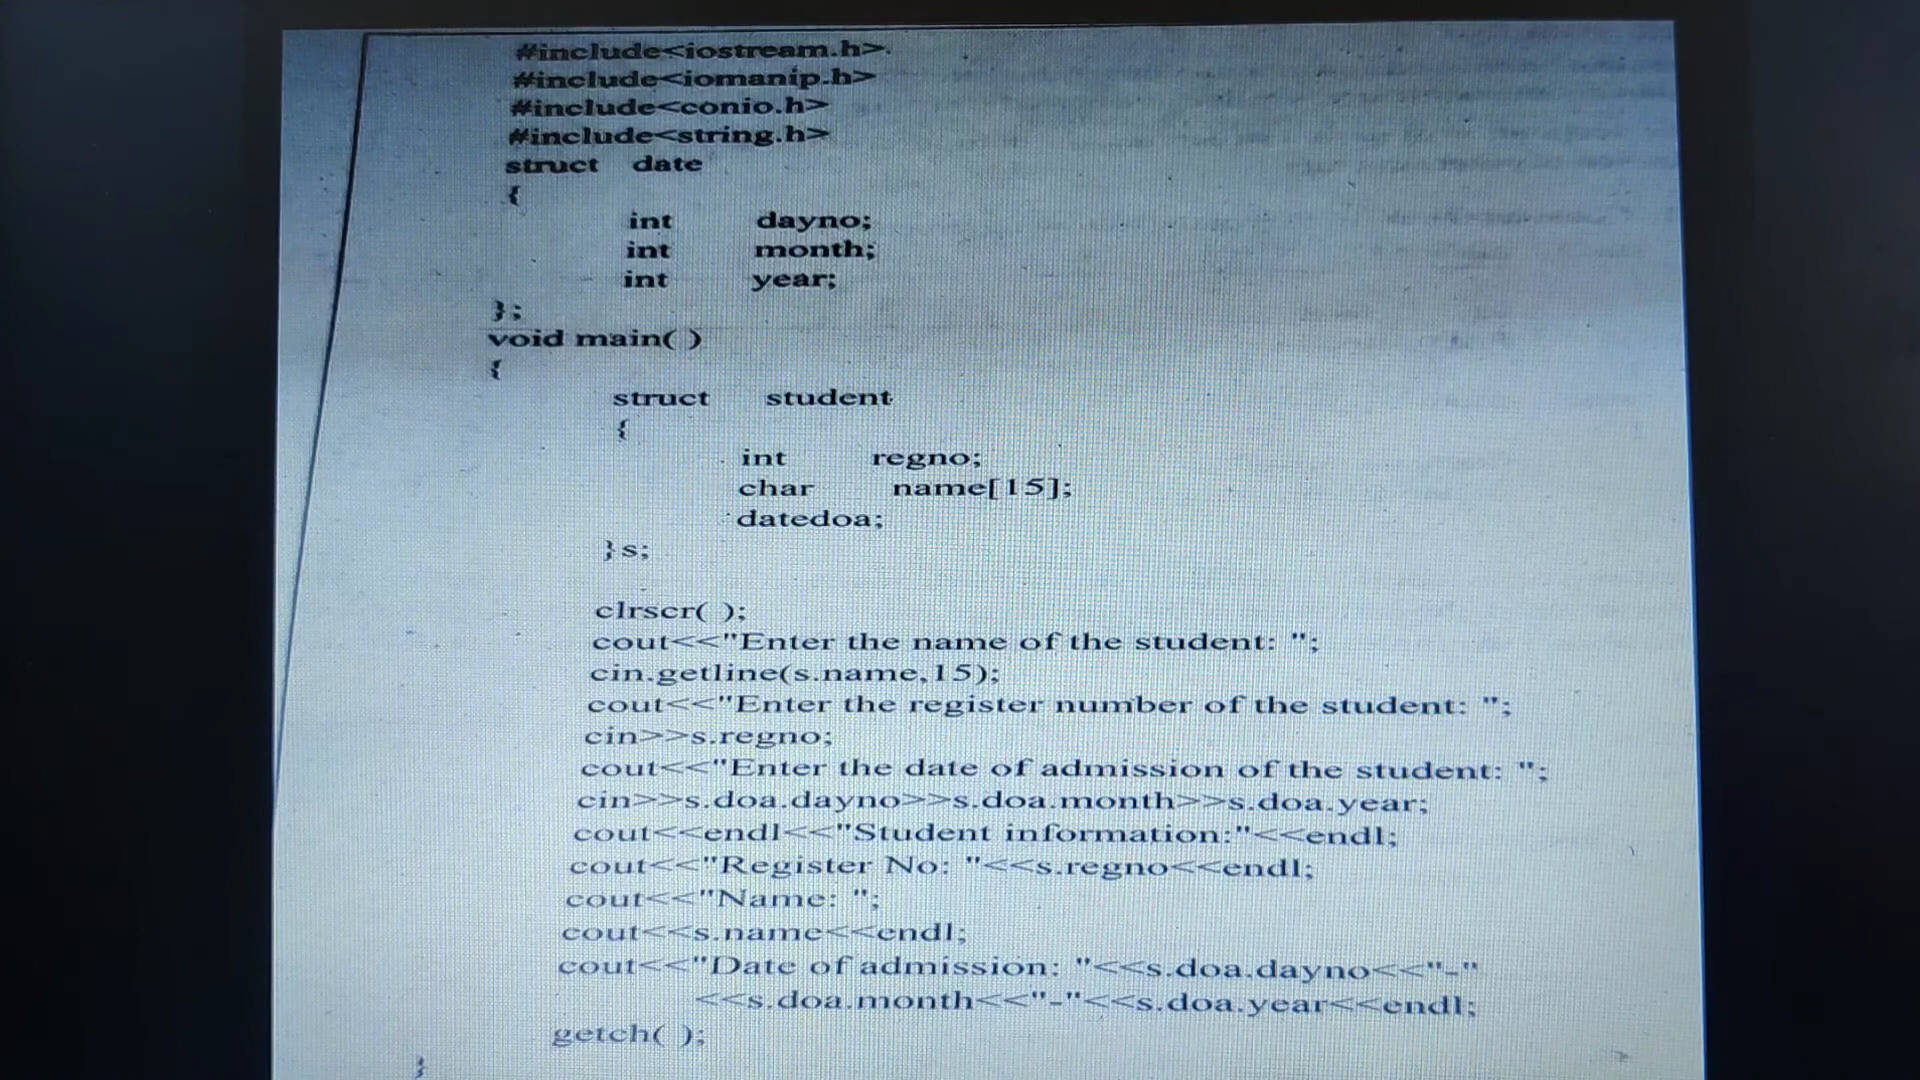 #include<iostream.h>
#include<iomanip.h>
#include<conio.h>
#include<string.h>
struct date
{
int dayno;
int month;
int year;
};
void main( )
{
struct student
{
int regno;
char name[15];
datedoa;
} s;
clrscr( );
cout<<"Enter the name of the student: ";
cin.getline(s.name,15);
cout<<"Enter the register number of the student: ";
cin>>s.regno;
cout<<"Enter the date of admission of the student: ";
cin>>s.doa.dayno>>s.doa.month>>s.doa.year;
cout<<endl<<"Student information:"<<endl;
cout<<"Register No: "<<s.regno<<endl;
cout<<"Name: ";
cout<<s.name<<endl;
cout<<"Date of admission: "<<s.doa.dayno<<"-"
<<s.doa.month<<"-"<<s.doa.year<<endl;
getch( );
}